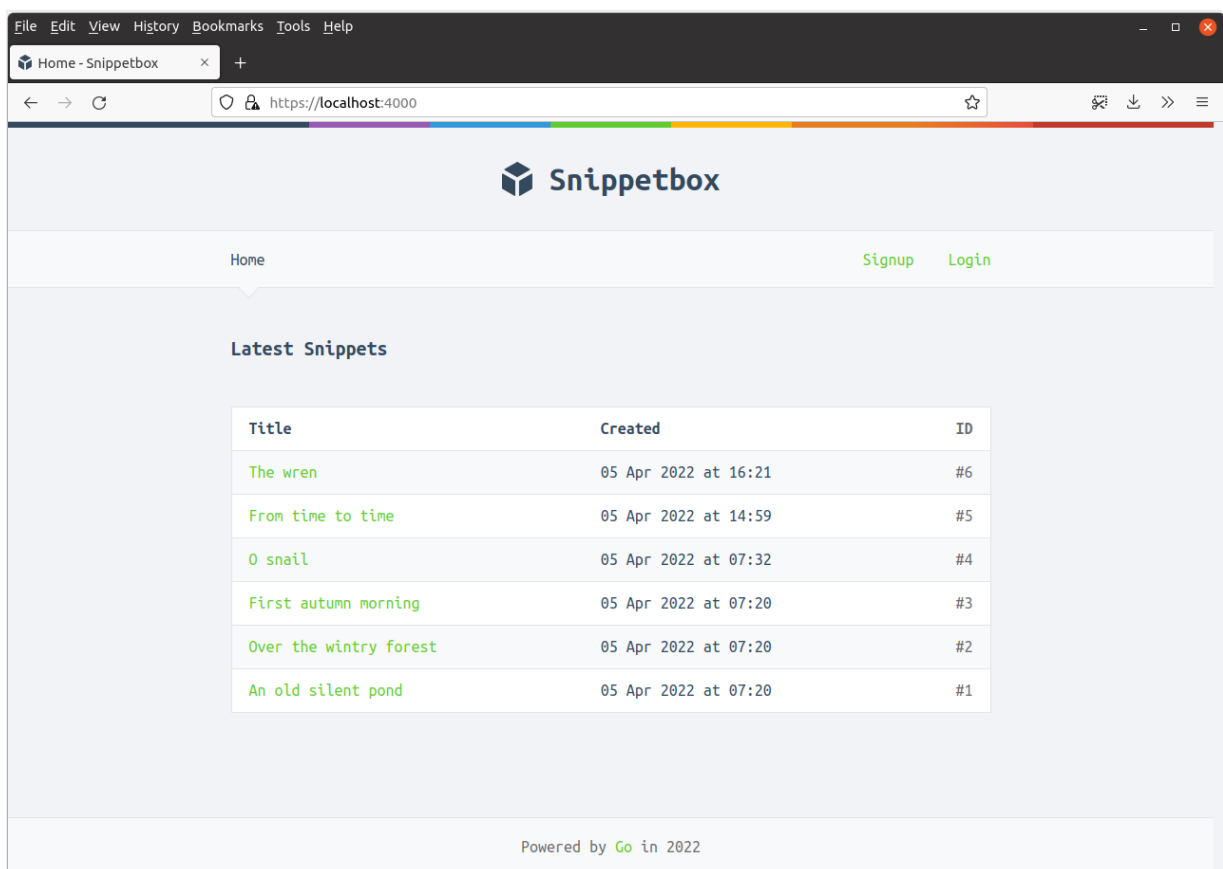 File Edit View History Bookmarks Tools Help
Home - Snippetbox
https://localhost:4000
Snippetbox
Home Signup Login
Latest Snippets
Title Created ID
The wren 05 Apr 2022 at 16:21 #6
From time to time 05 Apr 2022 at 14:59 #5
O snail 05 Apr 2022 at 07:32 #4
First autumn morning 05 Apr 2022 at 07:20 #3
Over the wintry forest 05 Apr 2022 at 07:20 #2
An old silent pond 05 Apr 2022 at 07:20 #1
Powered by Go in 2022